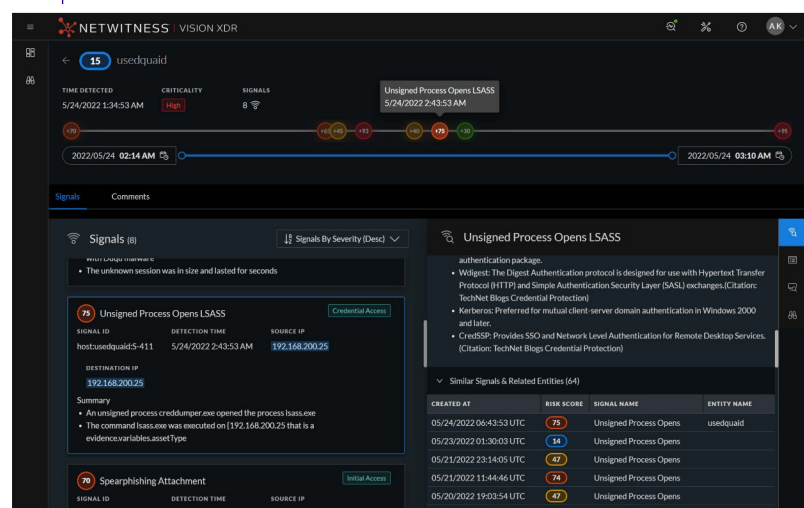 NETWITNESS | VISION XDR
AK
15 usedquaid
TIME DETECTED
CRITICALITY
SIGNALS
5/24/2022 1:34:53 AM
High
8
Unsigned Process Opens LSASS
5/24/2022 2:43:53 AM
+70
+40
+93
+40
+75
+30
+95
2022/05/24 02:14 AM
2022/05/24 03:10 AM
Signals
Comments
Signals (8)
Signals By Severity (Desc)
with Duqu malware
• The unknown session was in size and lasted for seconds
75 Unsigned Process Opens LSASS
Credential Access
SIGNAL ID
DETECTION TIME
SOURCE IP
host:usedquaid:S-411
5/24/2022 2:43:53 AM
192.168.200.25
DESTINATION IP
192.168.200.25
Summary
• An unsigned process creddumper.exe opened the process lsass.exe
• The command lsass.exe was executed on [192.168.200.25 that is a
evidence.variables.assetType
70 Spearphishing Attachment
Initial Access
SIGNAL ID
DETECTION TIME
SOURCE IP
Unsigned Process Opens LSASS
authentication package.
• Wdigest: The Digest Authentication protocol is designed for use with Hypertext Transfer
Protocol (HTTP) and Simple Authentication Security Layer (SASL) exchanges.(Citation:
TechNet Blogs Credential Protection)
• Kerberos: Preferred for mutual client-server domain authentication in Windows 2000
and later.
• CredSSP: Provides SSO and Network Level Authentication for Remote Desktop Services.
(Citation: TechNet Blogs Credential Protection)
Similar Signals & Related Entities (64)
CREATED AT RISK SCORE SIGNAL NAME ENTITY NAME
05/24/2022 06:43:53 UTC 75 Unsigned Process Opens usedquaid
05/23/2022 01:30:03 UTC 14 Unsigned Process Opens
05/21/2022 23:14:05 UTC 47 Unsigned Process Opens
05/21/2022 11:44:46 UTC 74 Unsigned Process Opens
05/20/2022 19:03:54 UTC 47 Unsigned Process Opens